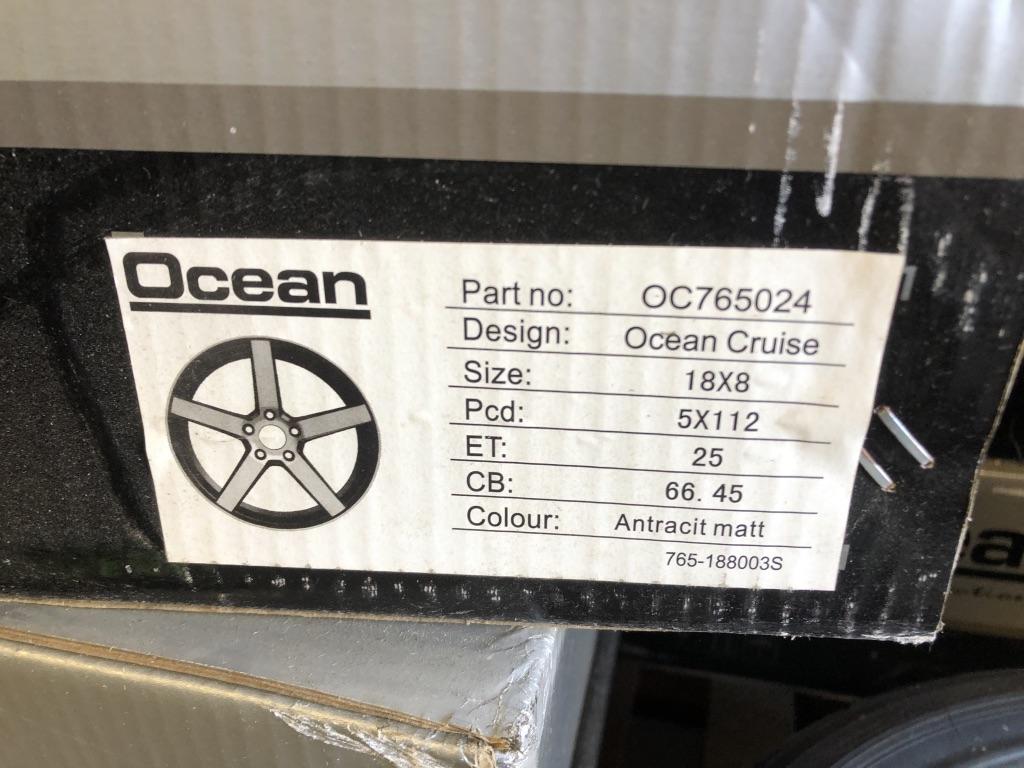 Ocean
Part no: OC765024
Design: Ocean Cruise
Size: 18X8
Pcd: 5X112
ET: 25
CB: 66. 45
Colour: Antracit matt
765-188003S